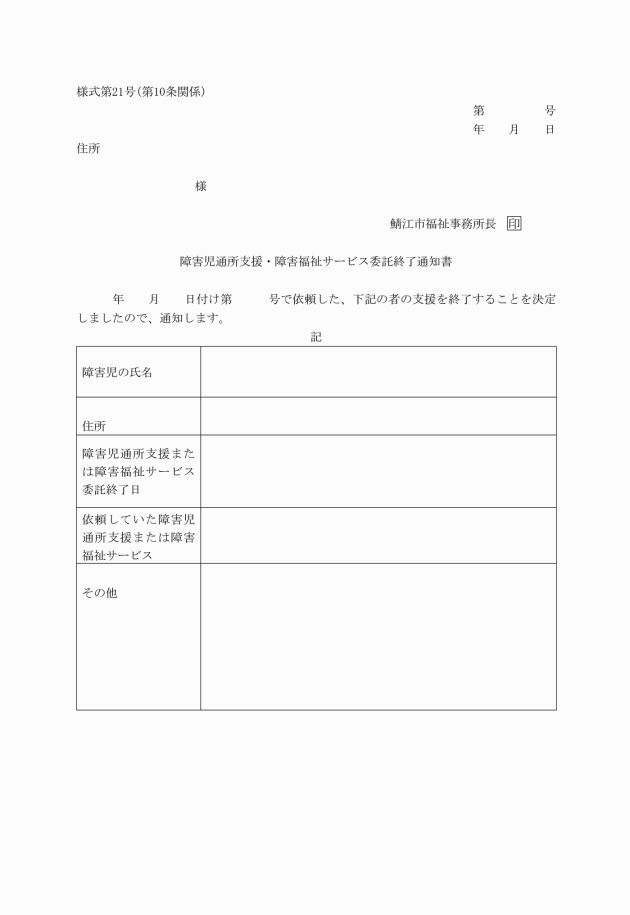 様式第21号(第10条関係)
第　　　　　号
年　　月　　日
住所
様
鯖江市福祉事務所長　印
障害児通所支援・障害福祉サービス委託終了通知書
年　　月　　日付け第　　　号で依頼した、下記の者の支援を終了することを決定
しましたので、通知します。
記
障害児の氏名
住所
障害児通所支援また
は障害福祉サービス
委託終了日
依頼していた障害児
通所支援または障害
福祉サービス
その他